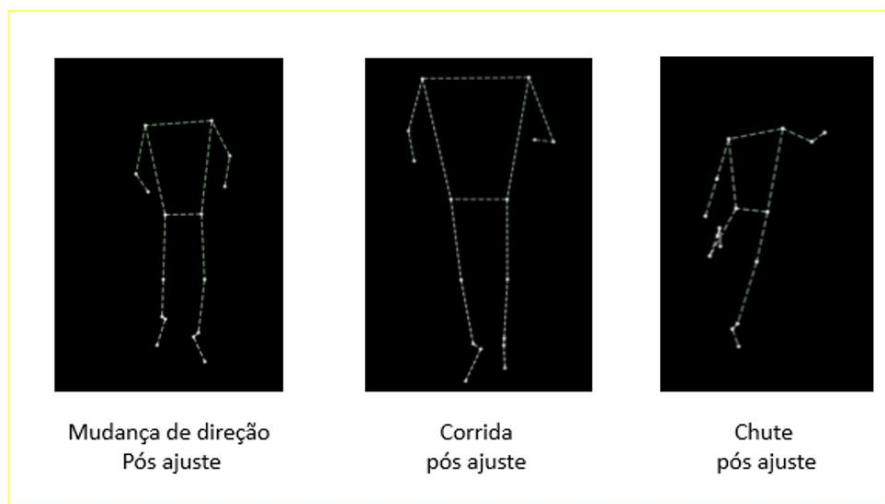 Mudança de direção
Pós ajuste
Corrida
pós ajuste
Chute
pós ajuste